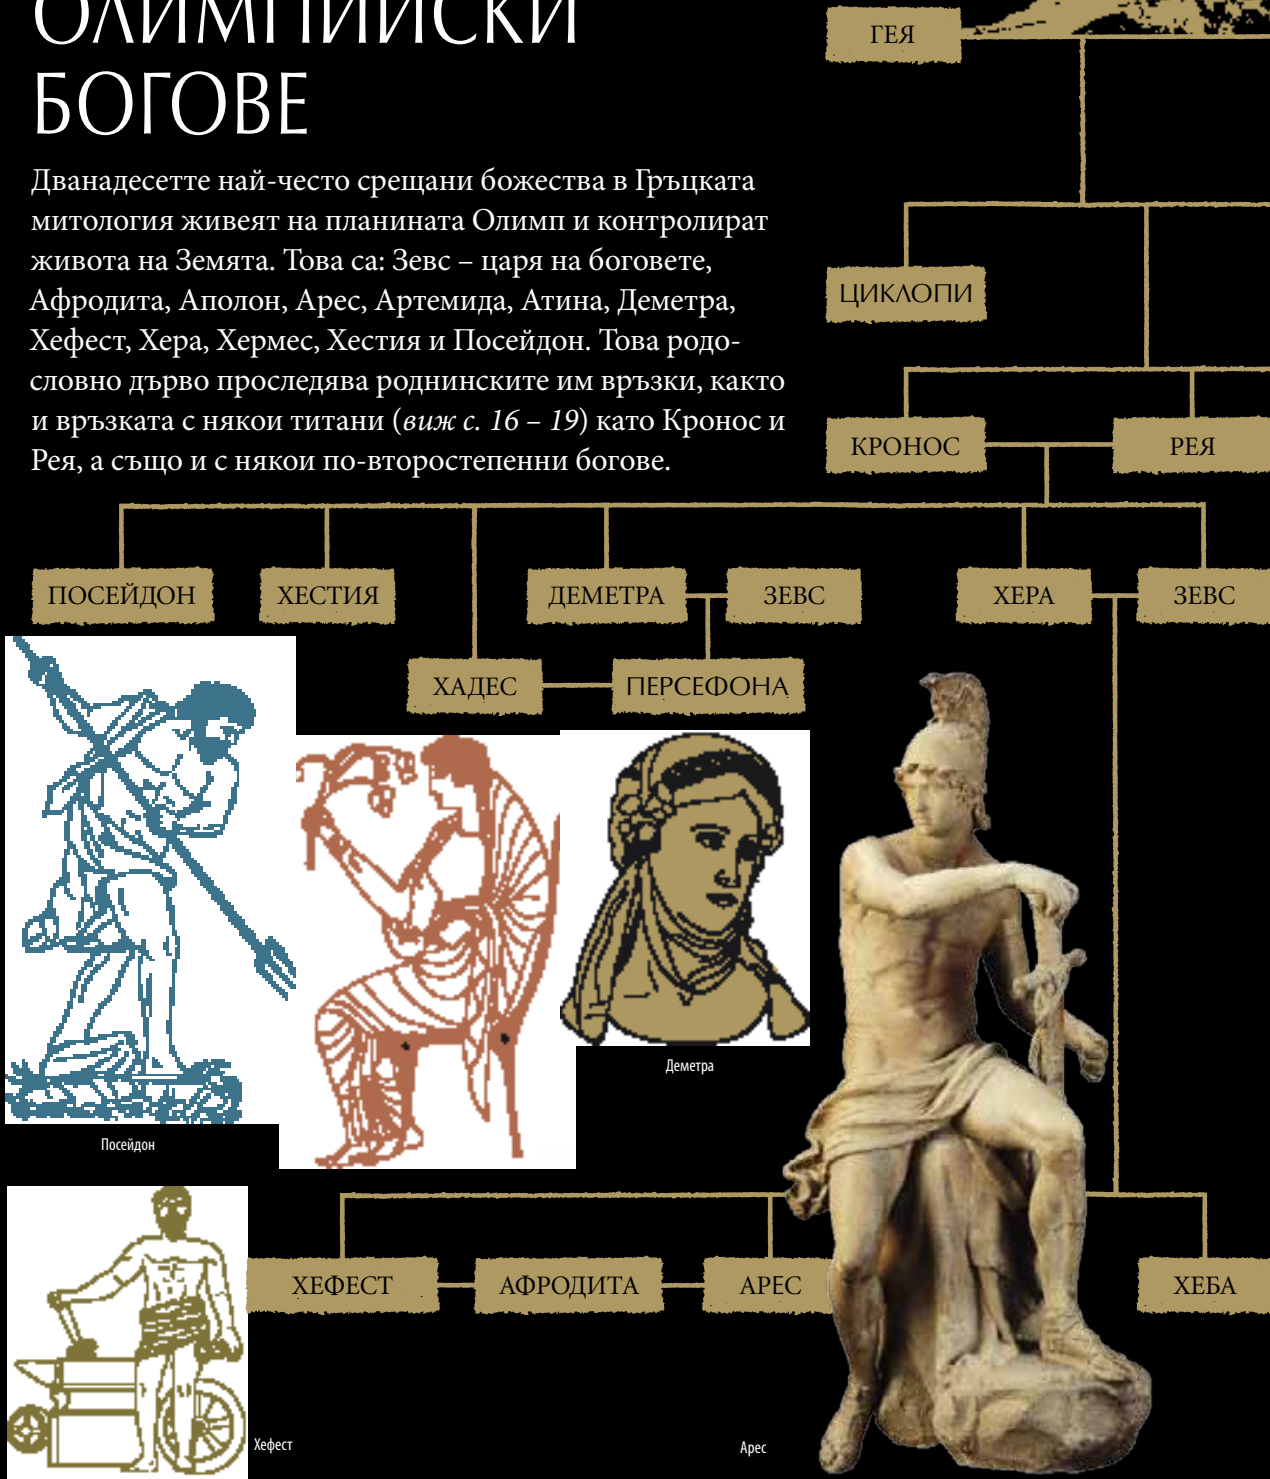 ОЛИМПИЙСКИ
БОГОВЕ
Дванадесетте най-често срещани божества в Гръцката
митология живеят на планината Олимп и контролират
живота на Земята. Това са: Зевс – царя на боговете,
Афродита, Аполон, Арес, Артемида, Атина, Деметра,
Хефест, Хера, Хермес, Хестия и Посейдон. Това родо-
словно дърво проследява роднинските им връзки, както
и връзката с някои титани (виж с. 16 – 19) като Кронос и
Рея, а също и с някои по-второстепенни богове.
ГЕЯ
ЦИКЛОПИ
КРОНОС
РЕЯ
ПОСЕЙДОН
ХЕСТИЯ
ДЕМЕТРА
ЗЕВС
ХЕРА
ЗЕВС
ХАДЕС
ПЕРСЕФОНА
Деметра
Посейдон
ХЕФЕСТ
АФРОДИТА
АРЕС
ХЕБА
Хефест
Арес